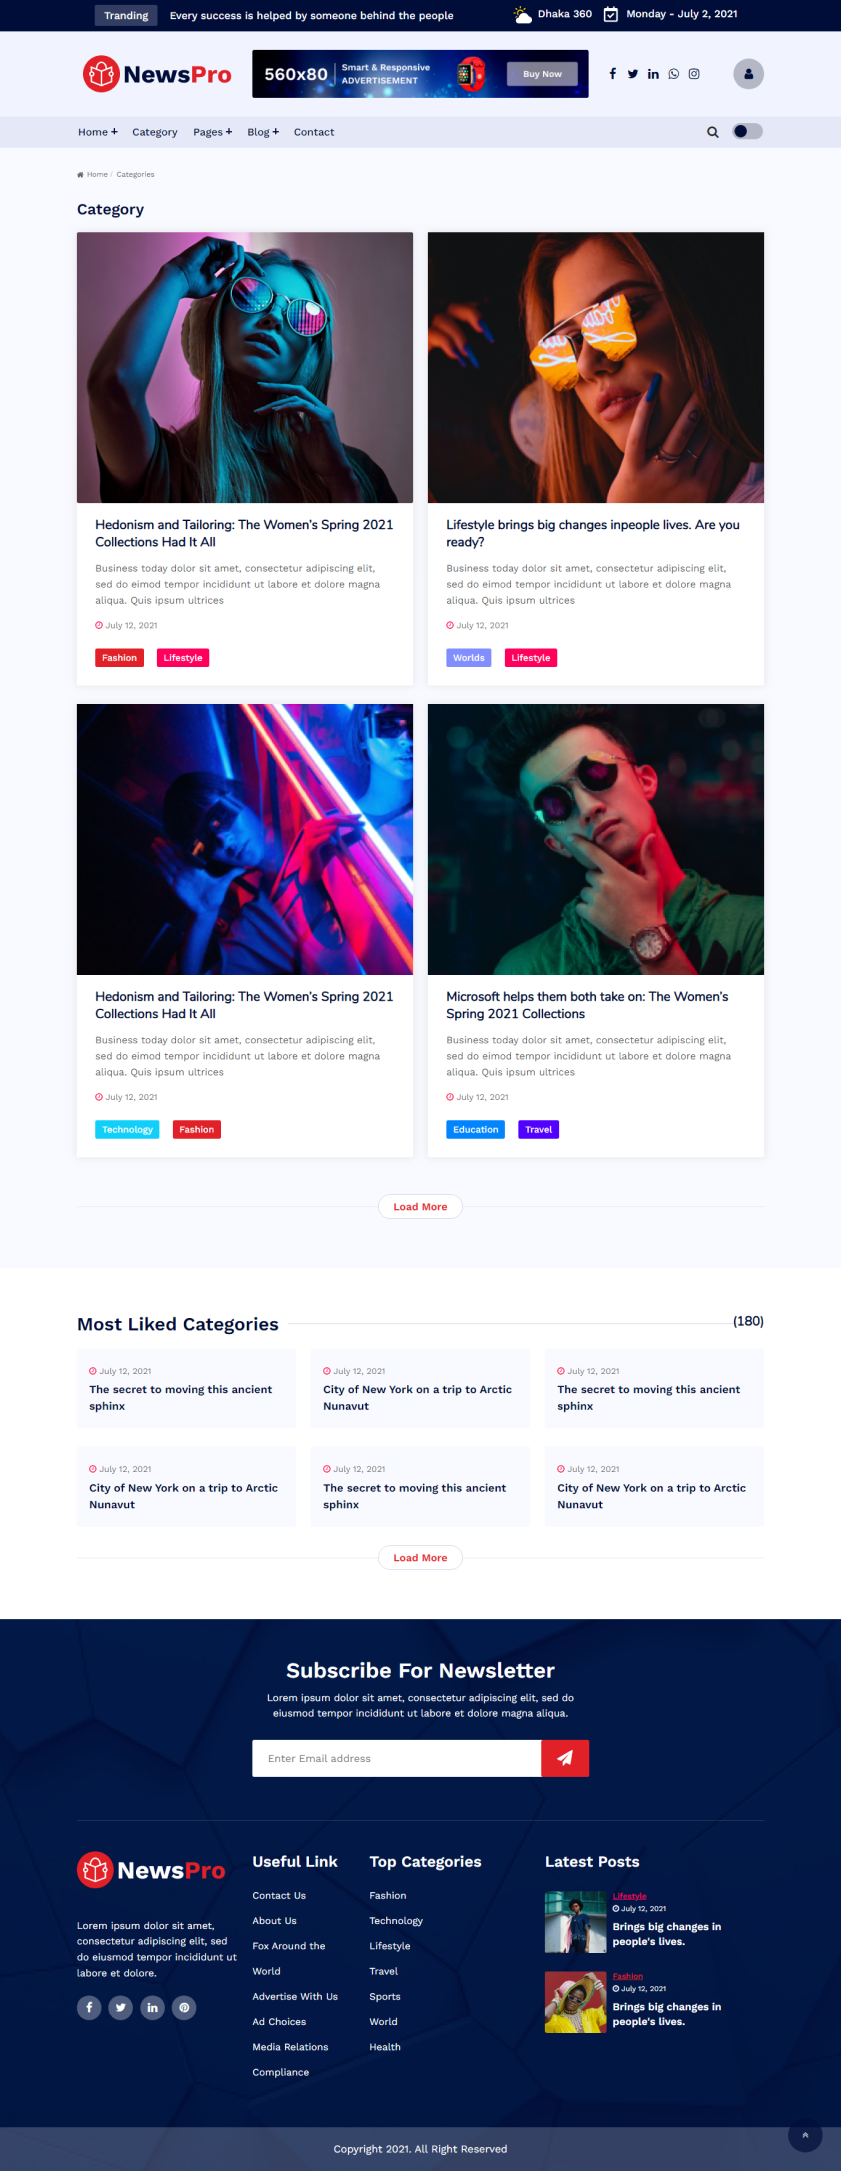 Tranding
Every success is helped by someone behind the people
Dhaka 360
Monday - July 2, 2021
NewsPro
560x80
Smart & Responsive
ADVERTISEMENT
Buy Now
Home +
Category
Pages +
Blog +
Contact
Home / Categories
Category
Hedonism and Tailoring: The Women's Spring 2021
Collections Had It All
Business today dolor sit amet, consectetur adipiscing elit,
sed do eimod tempor incididunt ut labore et dolore magna
aliqua. Quis ipsum ultrices
July 12, 2021
Fashion
Lifestyle
Lifestyle brings big changes inpeople lives. Are you
ready?
Business today dolor sit amet, consectetur adipiscing elit,
sed do eimod tempor incididunt ut labore et dolore magna
aliqua. Quis ipsum ultrices
July 12, 2021
Worlds
Lifestyle
Hedonism and Tailoring: The Women's Spring 2021
Collections Had It All
Business today dolor sit amet, consectetur adipiscing elit,
sed do eimod tempor incididunt ut labore et dolore magna
aliqua. Quis ipsum ultrices
July 12, 2021
Technology
Fashion
Microsoft helps them both take on: The Women's
Spring 2021 Collections
Business today dolor sit amet, consectetur adipiscing elit,
sed do eimod tempor incididunt ut labore et dolore magna
aliqua. Quis ipsum ultrices
July 12, 2021
Education
Travel
Load More
Most Liked Categories
(180)
July 12, 2021
The secret to moving this ancient
sphinx
July 12, 2021
City of New York on a trip to Arctic
Nunavut
July 12, 2021
The secret to moving this ancient
sphinx
July 12, 2021
City of New York on a trip to Arctic
Nunavut
July 12, 2021
The secret to moving this ancient
sphinx
July 12, 2021
City of New York on a trip to Arctic
Nunavut
Load More
Subscribe For Newsletter
Lorem ipsum dolor sit amet, consectetur adipiscing elit, sed do
eiusmod tempor incididunt ut labore et dolore magna aliqua.
Enter Email address
NewsPro
Lorem ipsum dolor sit amet,
consectetur adipiscing elit, sed
do eiusmod tempor incididunt ut
labore et dolore.
Useful Link
Contact Us
About Us
Fox Around the
World
Advertise With Us
Ad Choices
Media Relations
Compliance
Top Categories
Fashion
Technology
Lifestyle
Travel
Sports
World
Health
Latest Posts
Lifestyle
July 12, 2021
Brings big changes in
people's lives.
Fashion
July 12, 2021
Brings big changes in
people's lives.
Copyright 2021. All Right Reserved